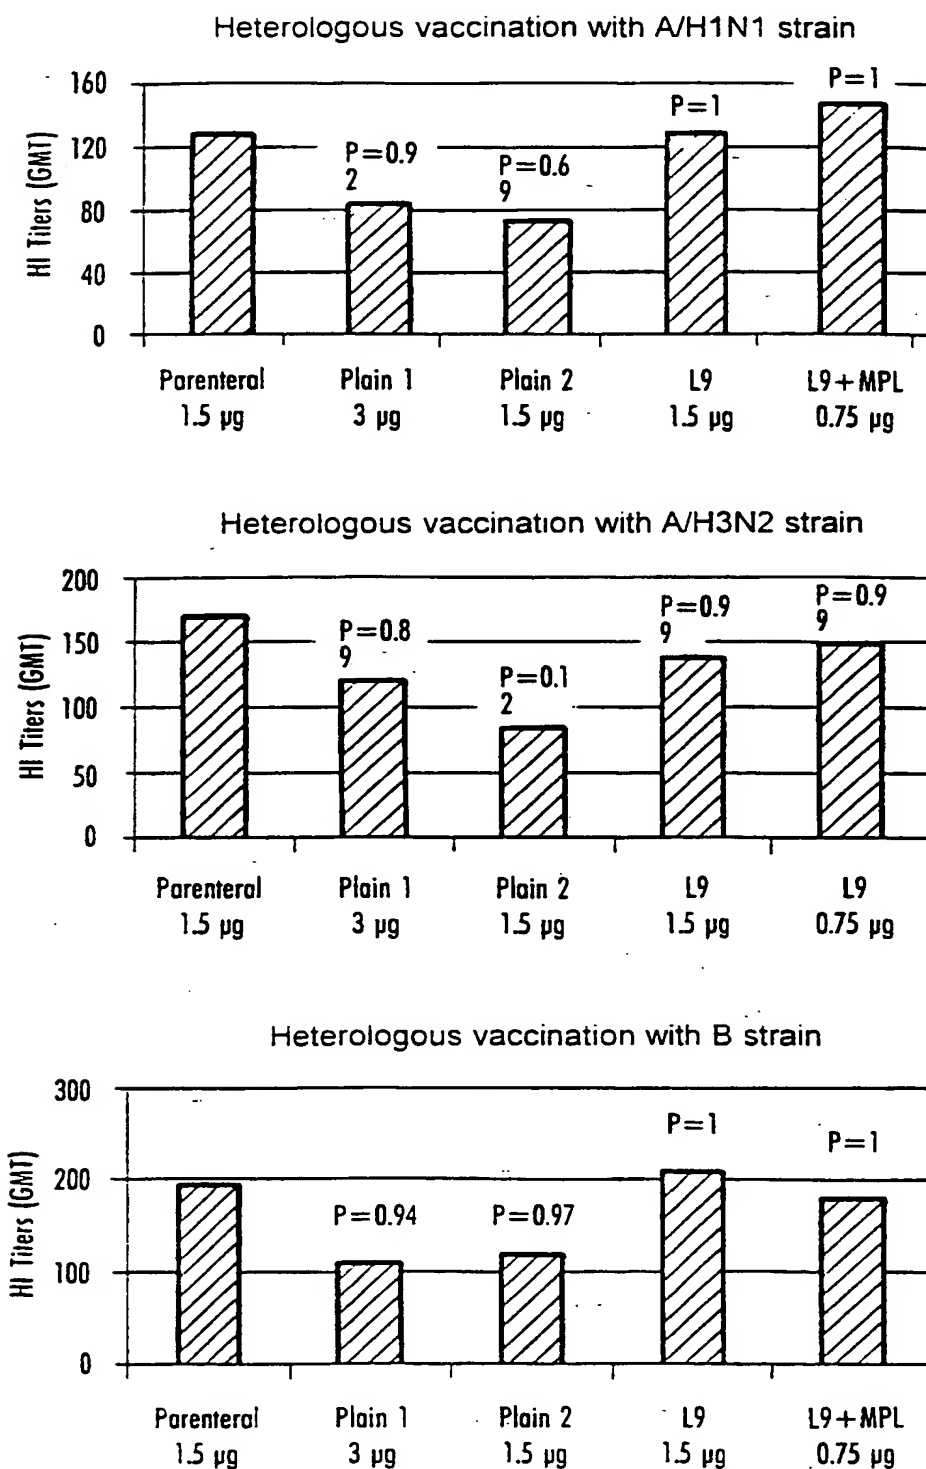 Heterologous vaccination with A/H1N1 strain
HI Titers (GMT)
160
120
80
40
0
P=0.9
2
P=0.6
9
P=1
P=1
Parenteral
1.5 µg
Plain 1
3 µg
Plain 2
1.5 µg
L9
1.5 µg
L9+MPL
0.75 µg
Heterologous vaccination with A/H3N2 strain
HI Titers (GMT)
200
150
100
50
0
P=0.8
9
P=0.1
2
P=0.9
9
P=0.9
9
Parenteral
1.5 µg
Plain 1
3 µg
Plain 2
1.5 µg
L9
1.5 µg
L9
0.75 µg
Heterologous vaccination with B strain
HI Titers (GMT)
300
200
100
0
P=0.94
P=0.97
P=1
P=1
Parenteral
1.5 µg
Plain 1
3 µg
Plain 2
1.5 µg
L9
1.5 µg
L9+MPL
0.75 µg